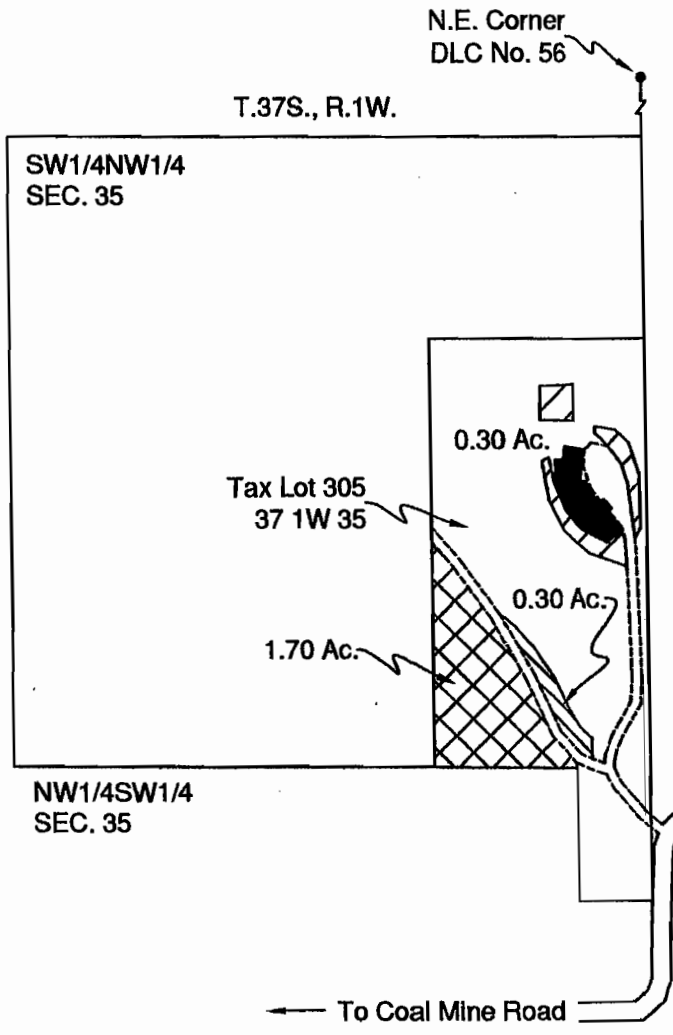 N.E. Corner
DLC No. 56
T.37S., R.1W.
SW1/4NW1/4
SEC. 35
0.30 Ac.
Tax Lot 305
37 1W 35
0.30 Ac.
1.70 Ac.
NW1/4SW1/4
SEC. 35
To Coal Mine Road